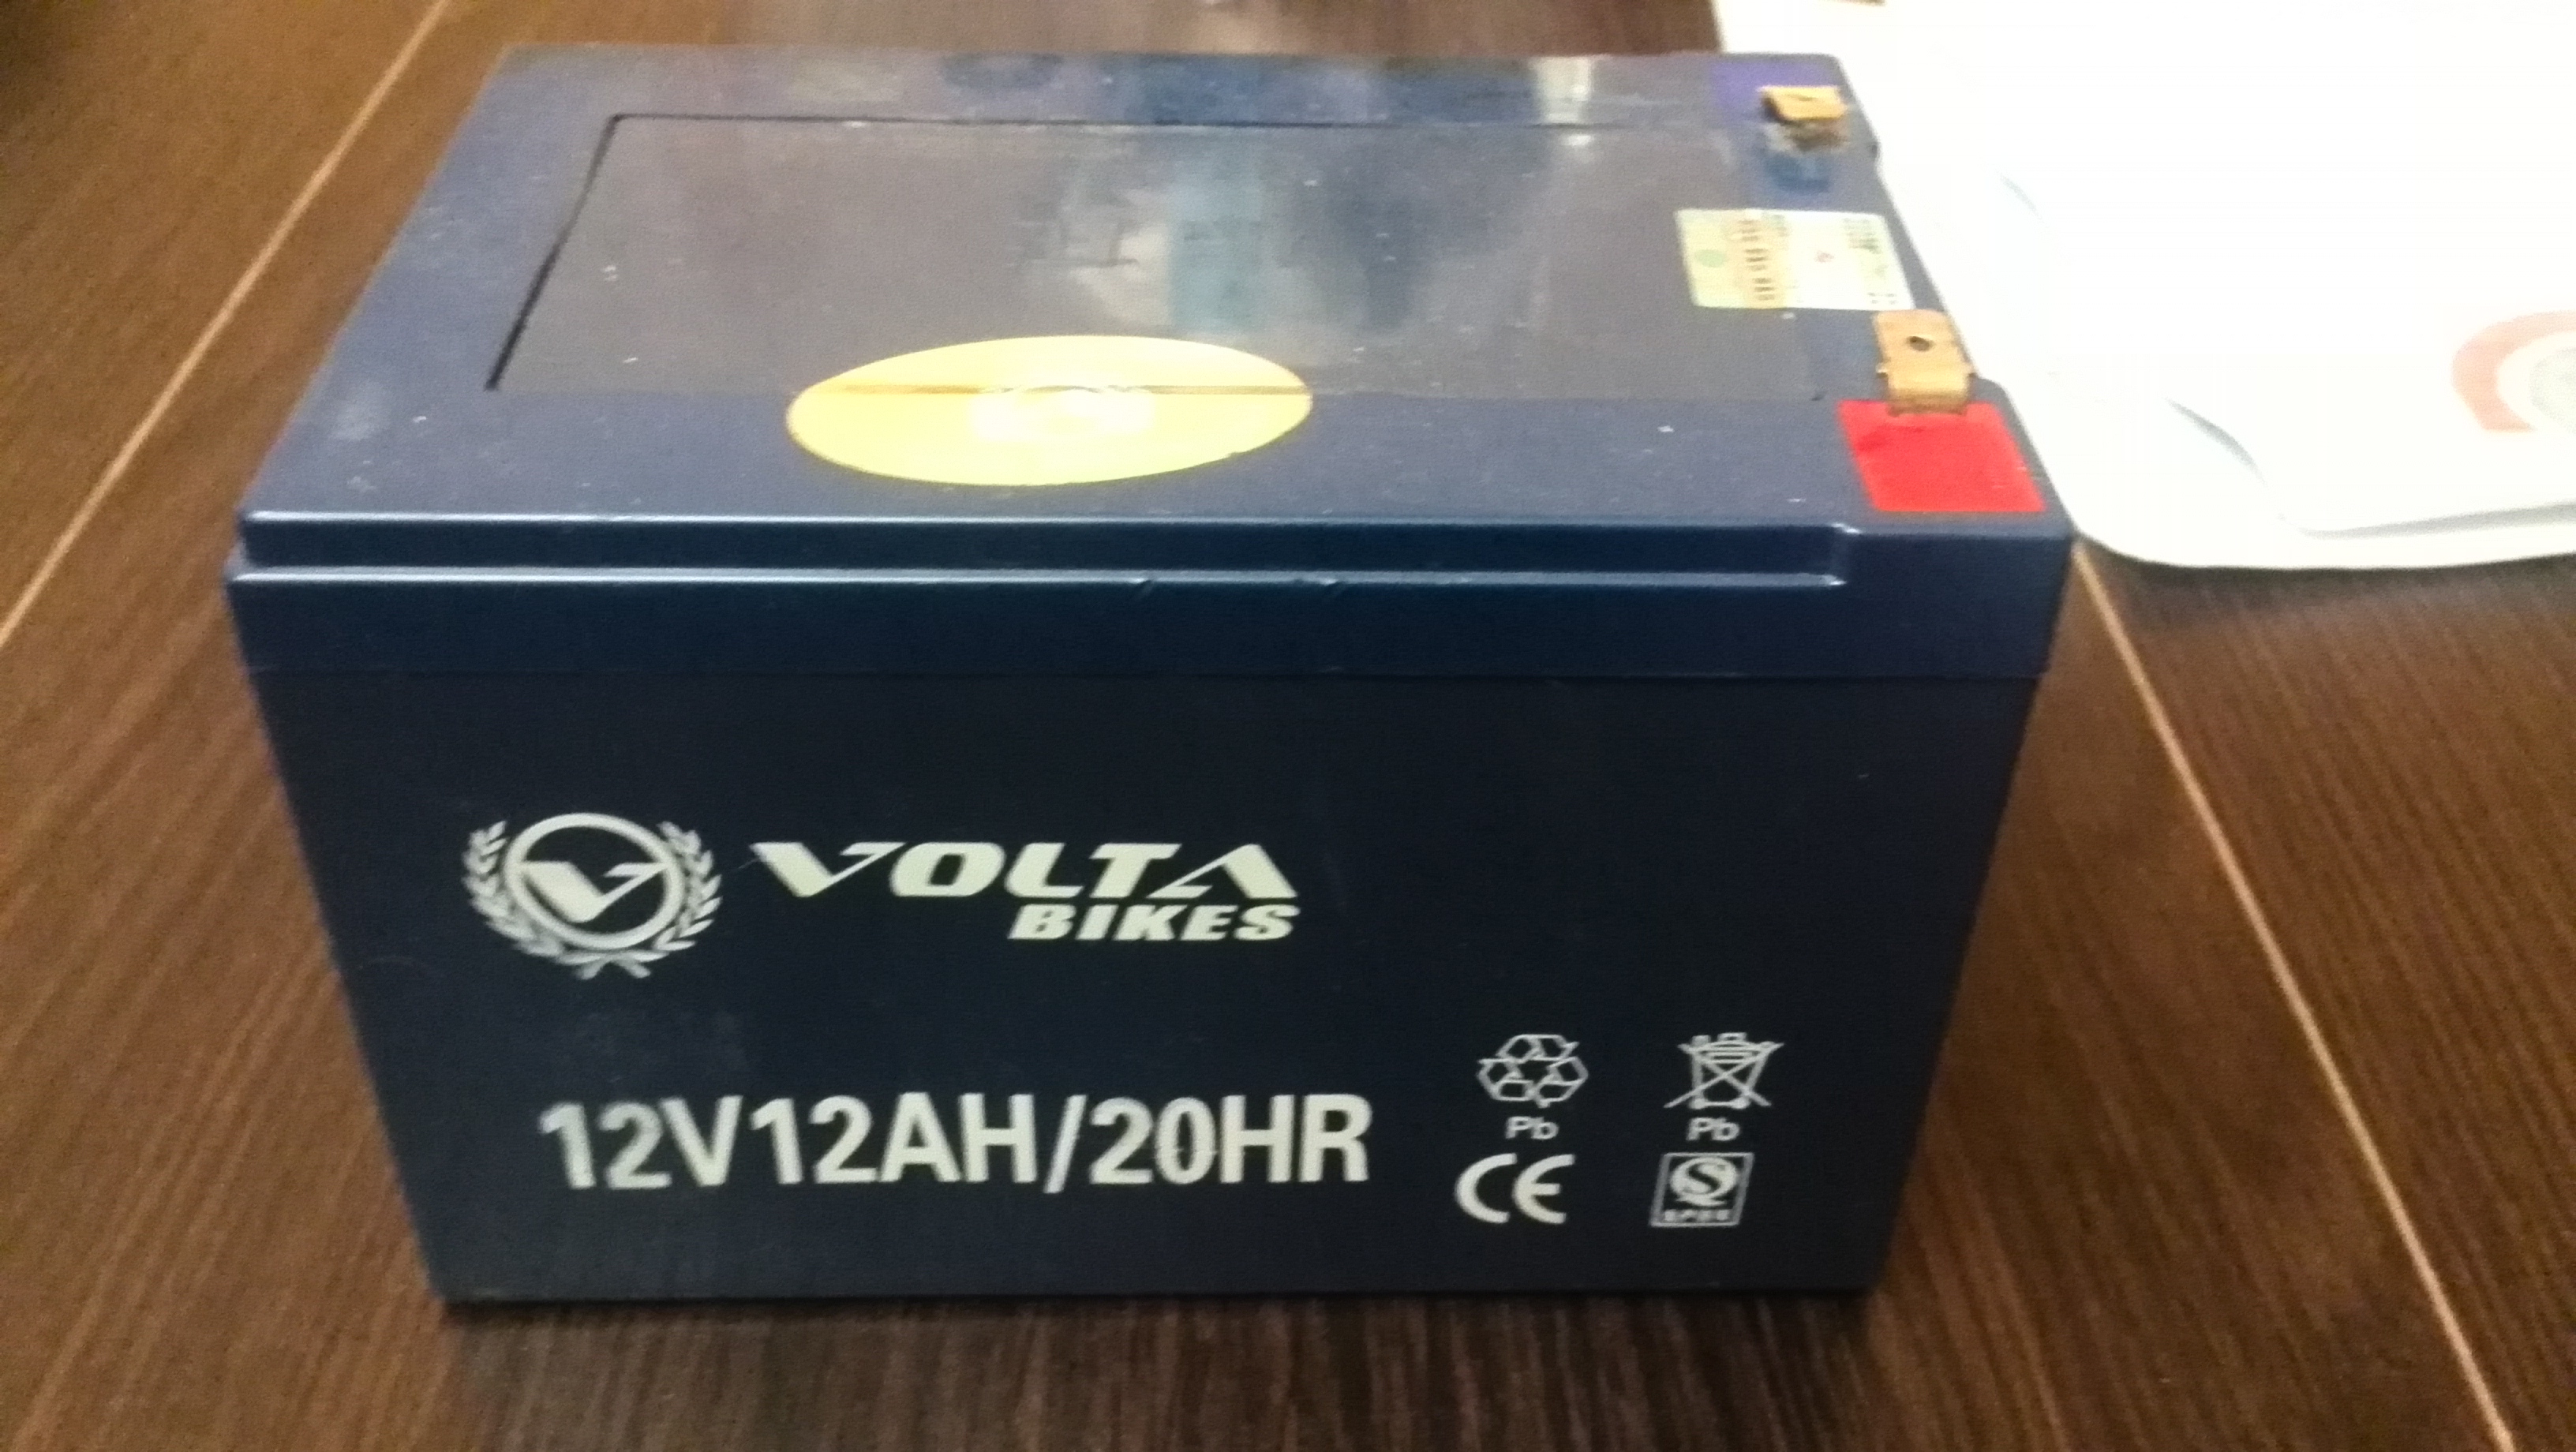 VOLTA
BIKES
12V12AH/20HR
Pb
Pb
CE